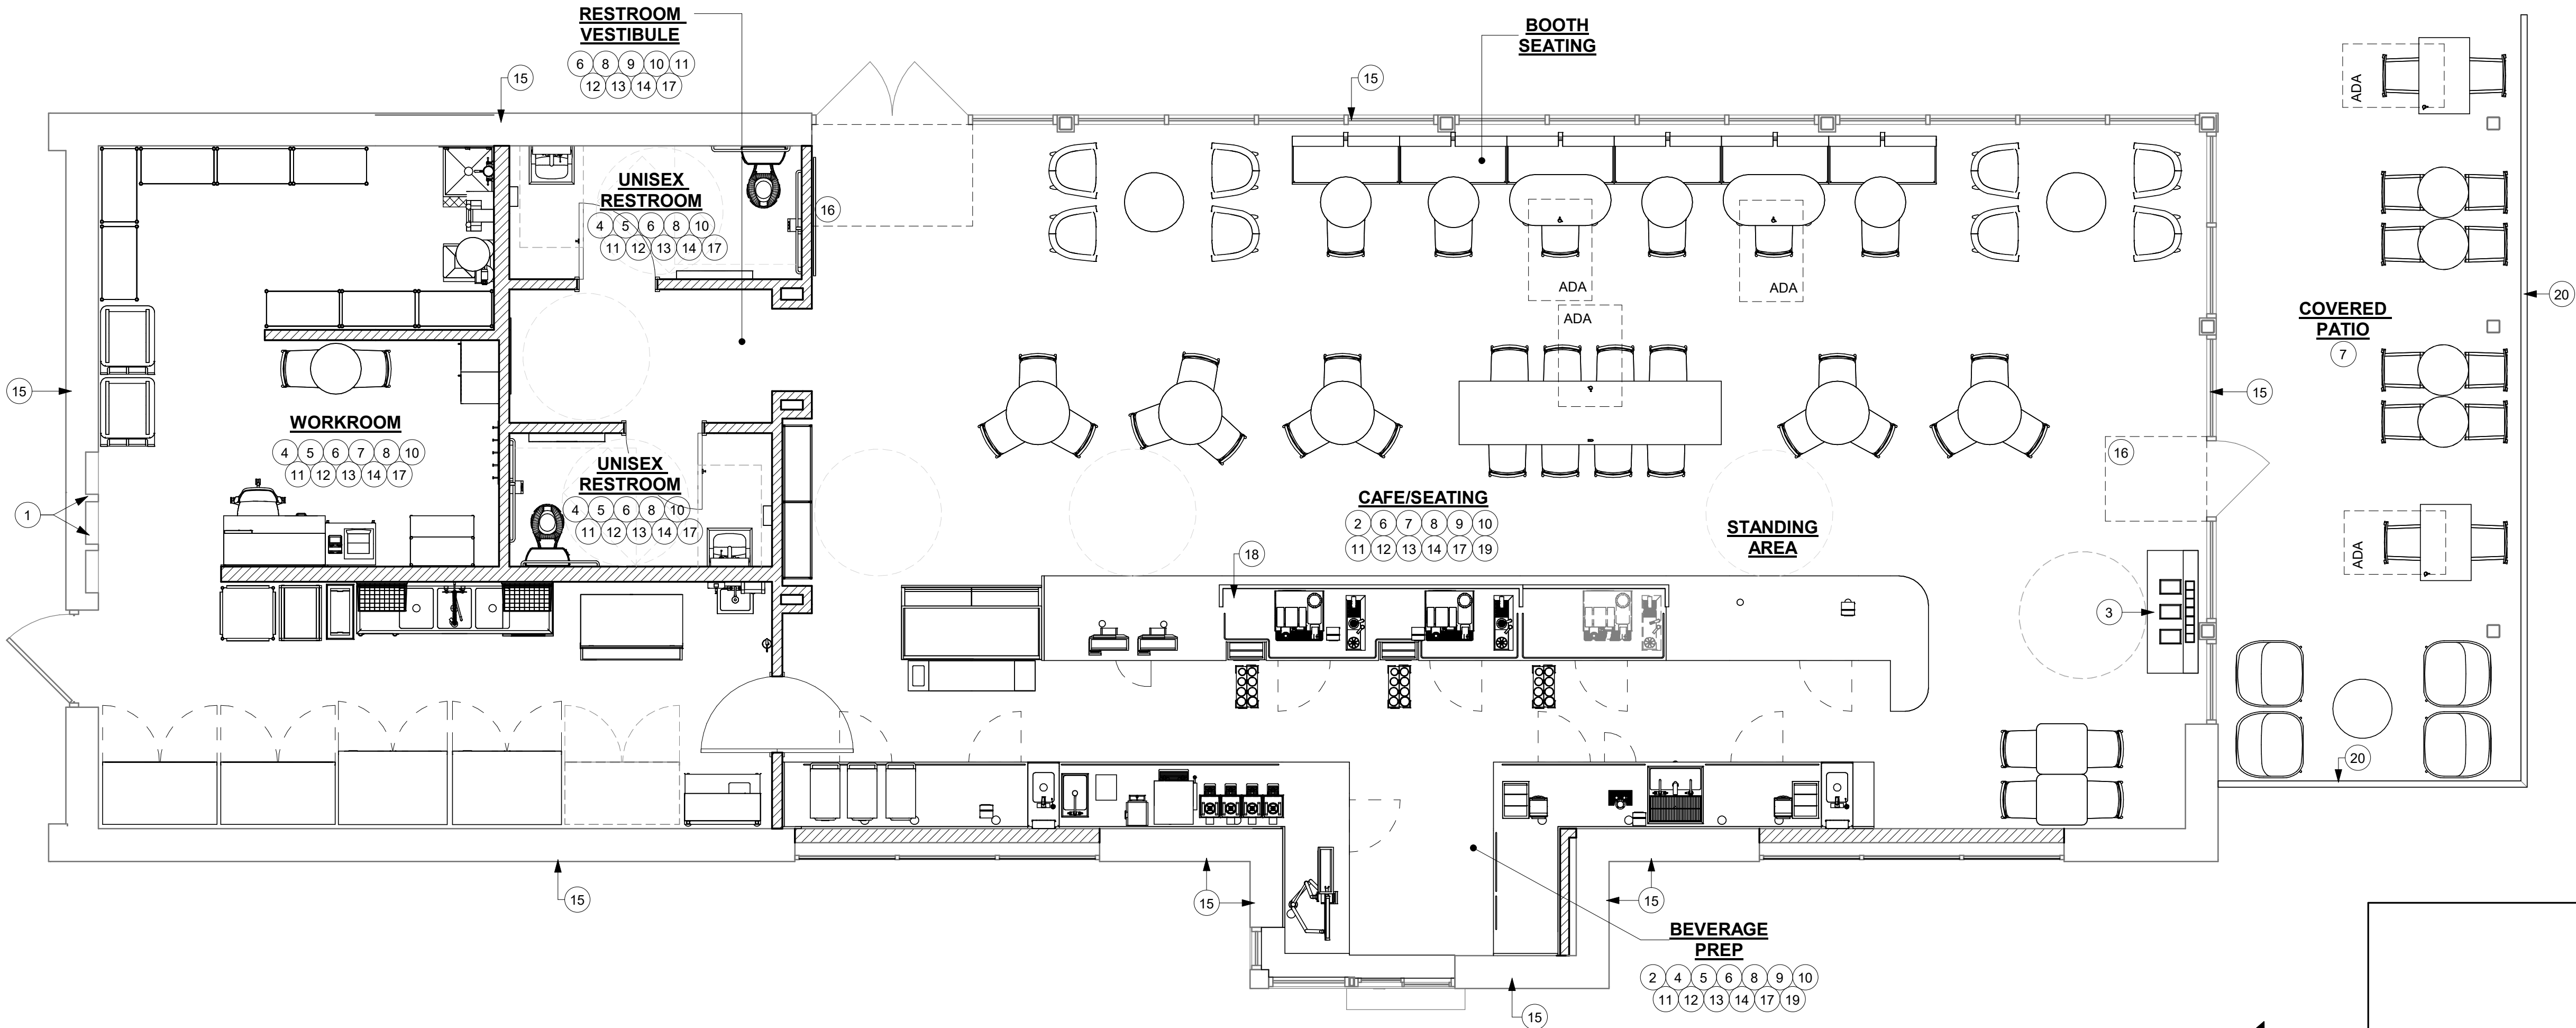 RESTROOM
VESTIBULE
6 8 9 10 11
12 13 14 17
BOOTH
SEATING
15
15
ADA
UNISEX
RESTROOM
4 5 6 8 10
11 12 13 14 17
16
ADA
ADA
ADA
20
COVERED
PATIO
7
15
15
WORKROOM
4 5 6 7 8 10
11 12 13 14 17
16
UNISEX
RESTROOM
4 5 6 8 10
11 12 13 14 17
1
CAFE/SEATING
2 6 7 8 9 10
11 12 13 14 17 19
STANDING
AREA
18
ADA
3
20
15
15
15
BEVERAGE
PREP
2 4 5 6 8 9 10
11 12 13 14 17 19
15